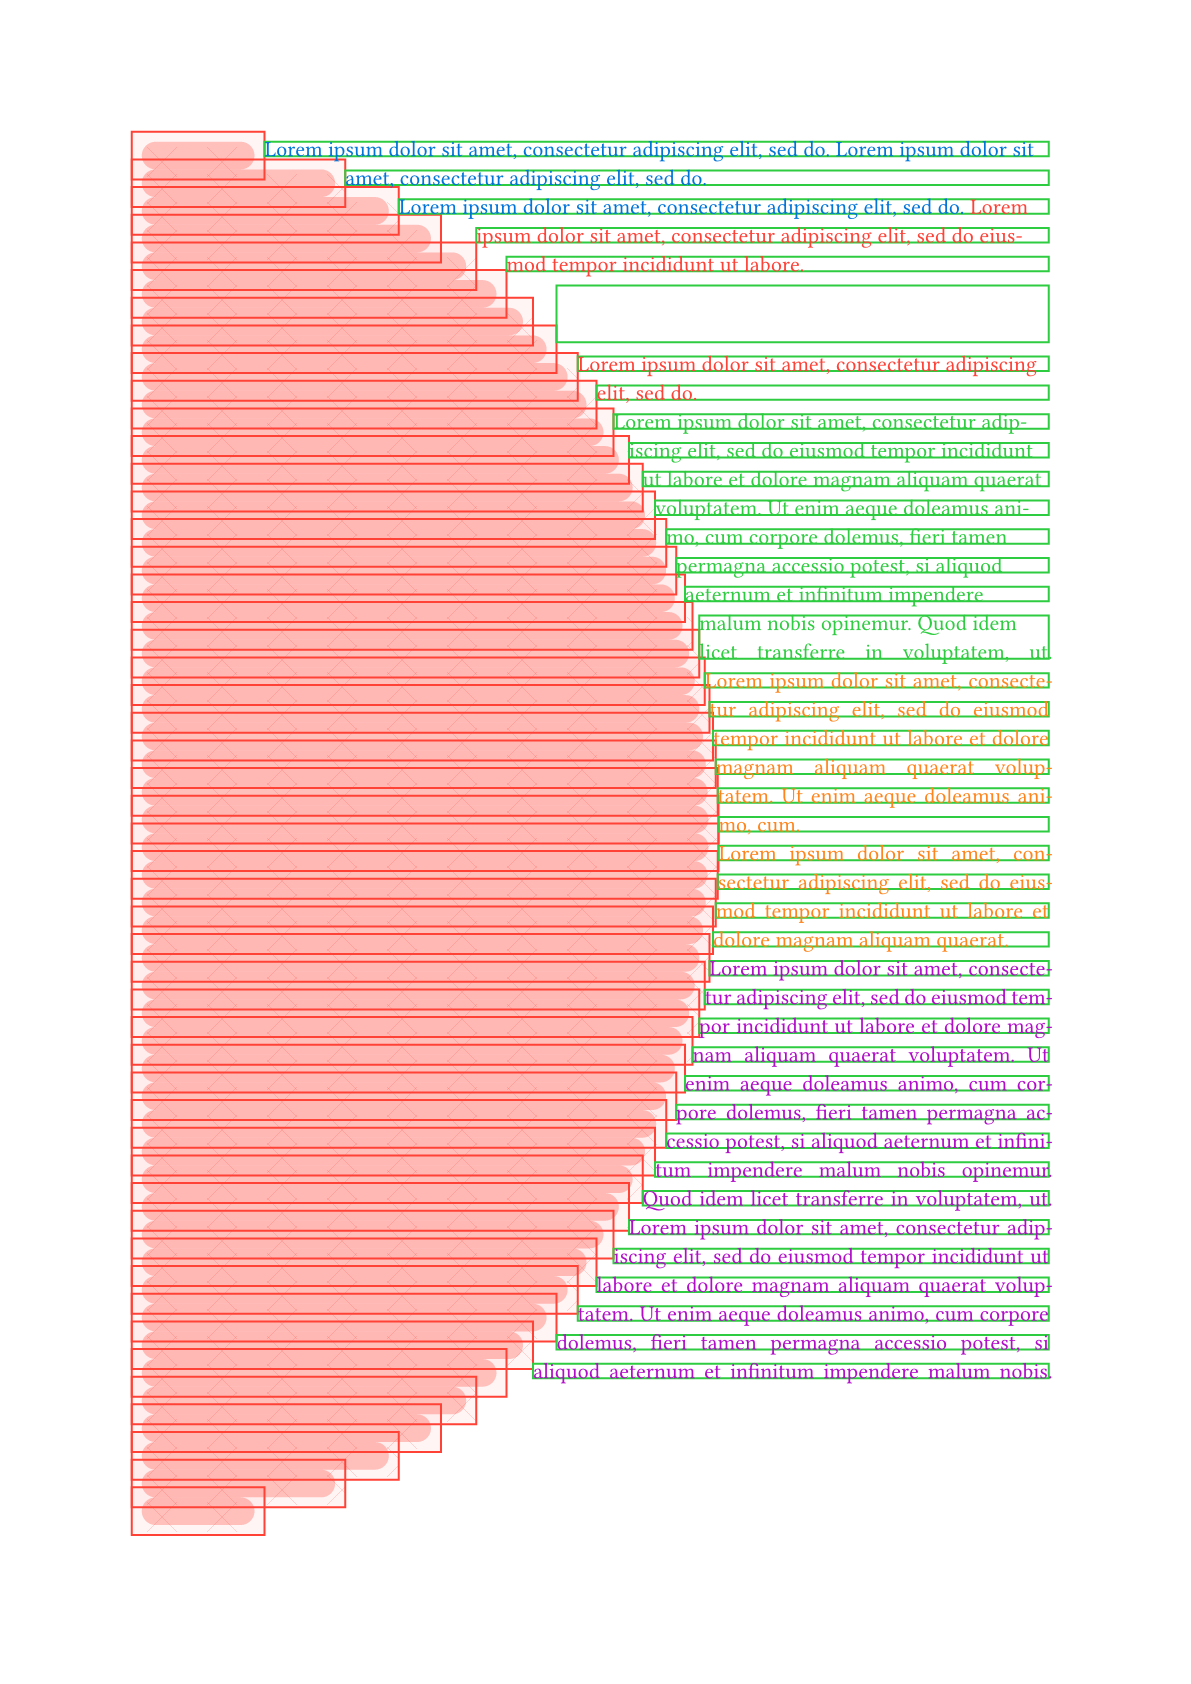 Lorem ipsum dolor sit amet, consectetur adipiscing elit, sed do. Lorem ipsum dolor sit
amet, consectetur adipiscing elit, sed do.
Lorem ipsum dolor sit amet, consectetur adipiscing elit, sed do. Lorem
ipsum dolor sit amet, consectetur adipiscing elit, sed do eius-
mod tempor incididunt ut labore.
Lorem ipsum dolor sit amet, consectetur adipiscing
elit, sed do.
Lorem ipsum dolor sit amet, consectetur adip-
iscing elit, sed do eiusmod tempor incididunt
ut labore et dolore magnam aliquam quaerat
voluptatem. Ut enim aeque doleamus ani-
mo, cum corpore dolemus, fieri tamen
permagna accessio potest, si aliquod
aeternum et infinitum impendere
malum nobis opinemur. Quod idem
licet transferre in voluptatem, ut.
Lorem ipsum dolor sit amet, consecte-
tur adipiscing elit, sed do eiusmod
tempor incididunt ut labore et dolore
magnam aliquam quaerat volup-
tatem. Ut enim aeque doleamus ani-
mo, cum.
Lorem ipsum dolor sit amet, con-
sectetur adipiscing elit, sed do eius-
mod tempor incididunt ut labore et
dolore magnam aliquam quaerat.
Lorem ipsum dolor sit amet, consecte-
tur adipiscing elit, sed do eiusmod tem-
por incididunt ut labore et dolore mag-
nam aliquam quaerat voluptatem. Ut
enim aeque doleamus animo, cum cor-
pore dolemus, fieri tamen permagna ac-
cessio potest, si aliquod aeternum et infini-
tum impendere malum nobis opinemur.
Quod idem licet transferre in voluptatem, ut.
Lorem ipsum dolor sit amet, consectetur adip-
iscing elit, sed do eiusmod tempor incididunt ut
labore et dolore magnam aliquam quaerat volup-
tatem. Ut enim aeque doleamus animo, cum corpore
dolemus, fieri tamen permagna accessio potest, si
aliquod aeternum et infinitum impendere malum nobis.